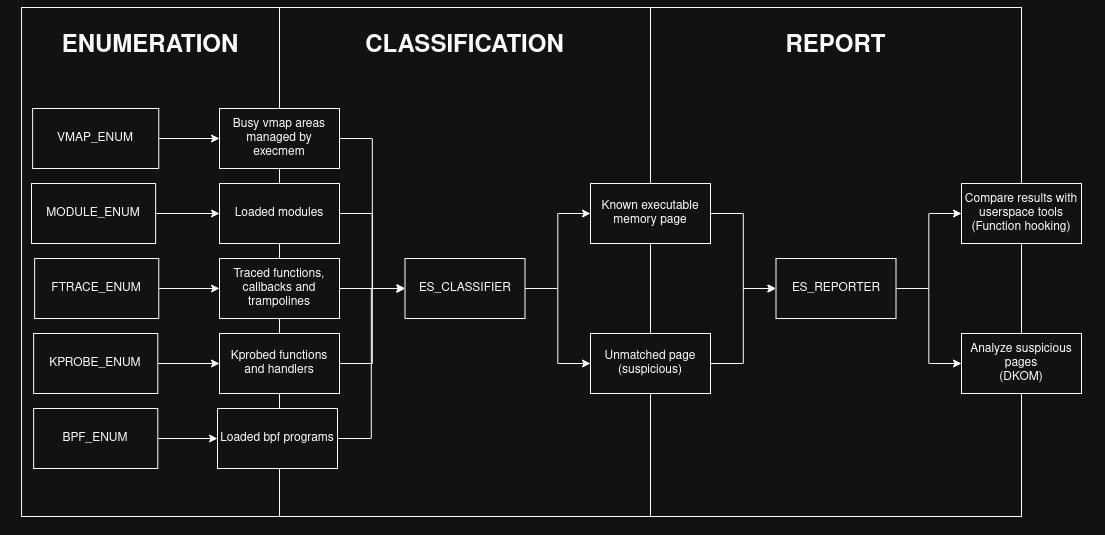 ENUMERATION
CLASSIFICATION
REPORT
VMAP_ENUM
Busy vmap areas
managed by
execmem
MODULE_ENUM
Loaded modules
Known executable
memory page
Compare results with
userspace tools
(Function hooking)
FTRACE_ENUM
Traced functions,
callbacks and
trampolines
ES_CLASSIFIER
ES_REPORTER
KPROBE_ENUM
Kprobed functions
and handlers
Unmatched page
(suspicious)
Analyze suspicious
pages
(DKOM)
BPF_ENUM
Loaded bpf programs